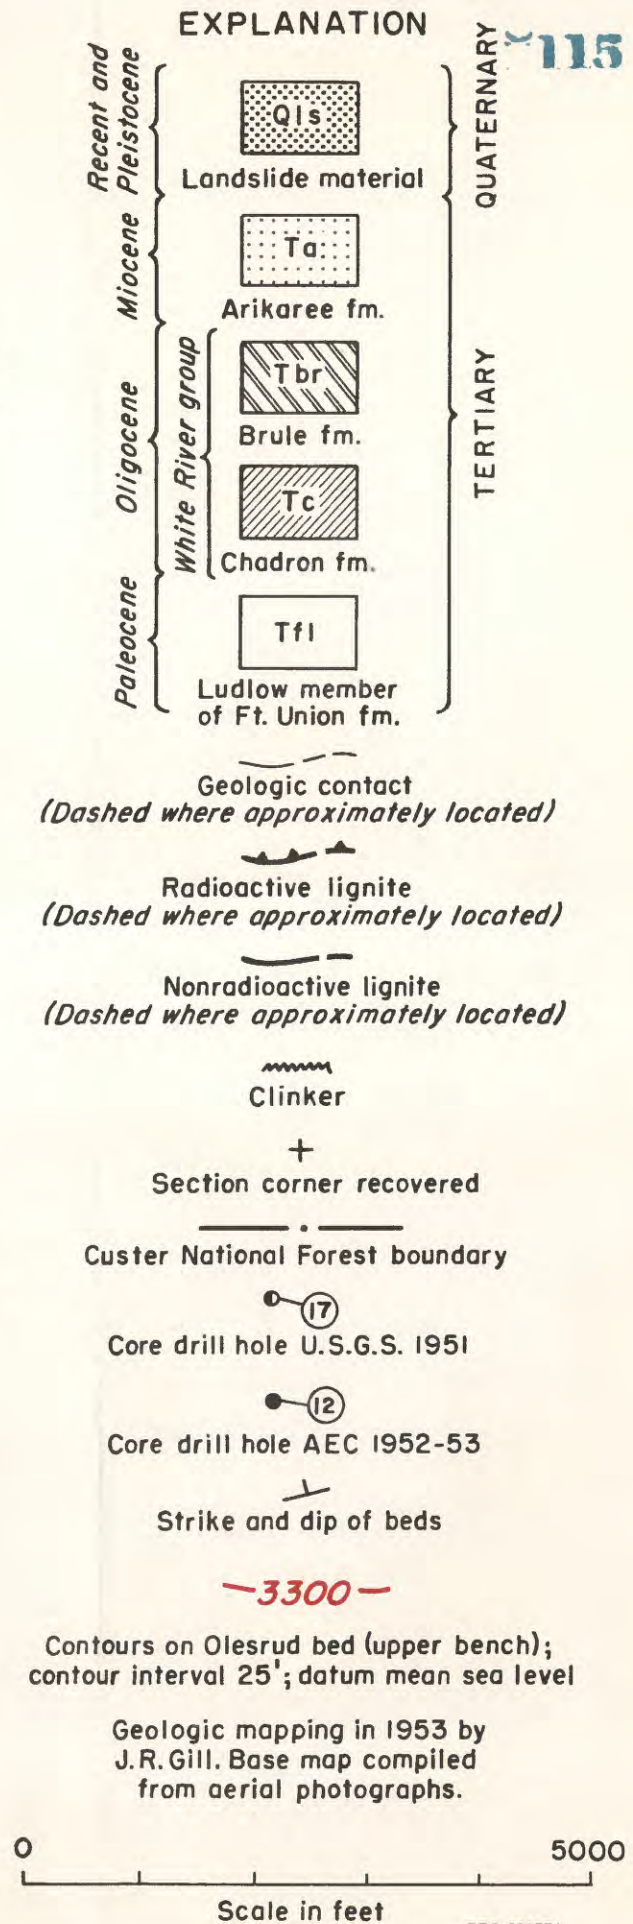 EXPLANATION
115
Recent and
Pleistocene
Qls
Landslide material
QUATERNARY
Miocene
Ta
Arikaree fm.
Oligocene
White River group
Tbr
Brule fm.
Tc
Chadron fm.
TERTIARY
Paleocene
Tfl
Ludlow member
of Ft. Union fm.
Geologic contact
(Dashed where approximately located)
Radioactive lignite
(Dashed where approximately located)
Nonradioactive lignite
(Dashed where approximately located)
Clinker
Section corner recovered
Custer National Forest boundary
17
Core drill hole U.S.G.S. 1951
12
Core drill hole AEC 1952-53
Strike and dip of beds
3300
Contours on Olesrud bed (upper bench);
contour interval 25'; datum mean sea level
Geologic mapping in 1953 by
J.R. Gill. Base map compiled
from aerial photographs.
0 5000
Scale in feet